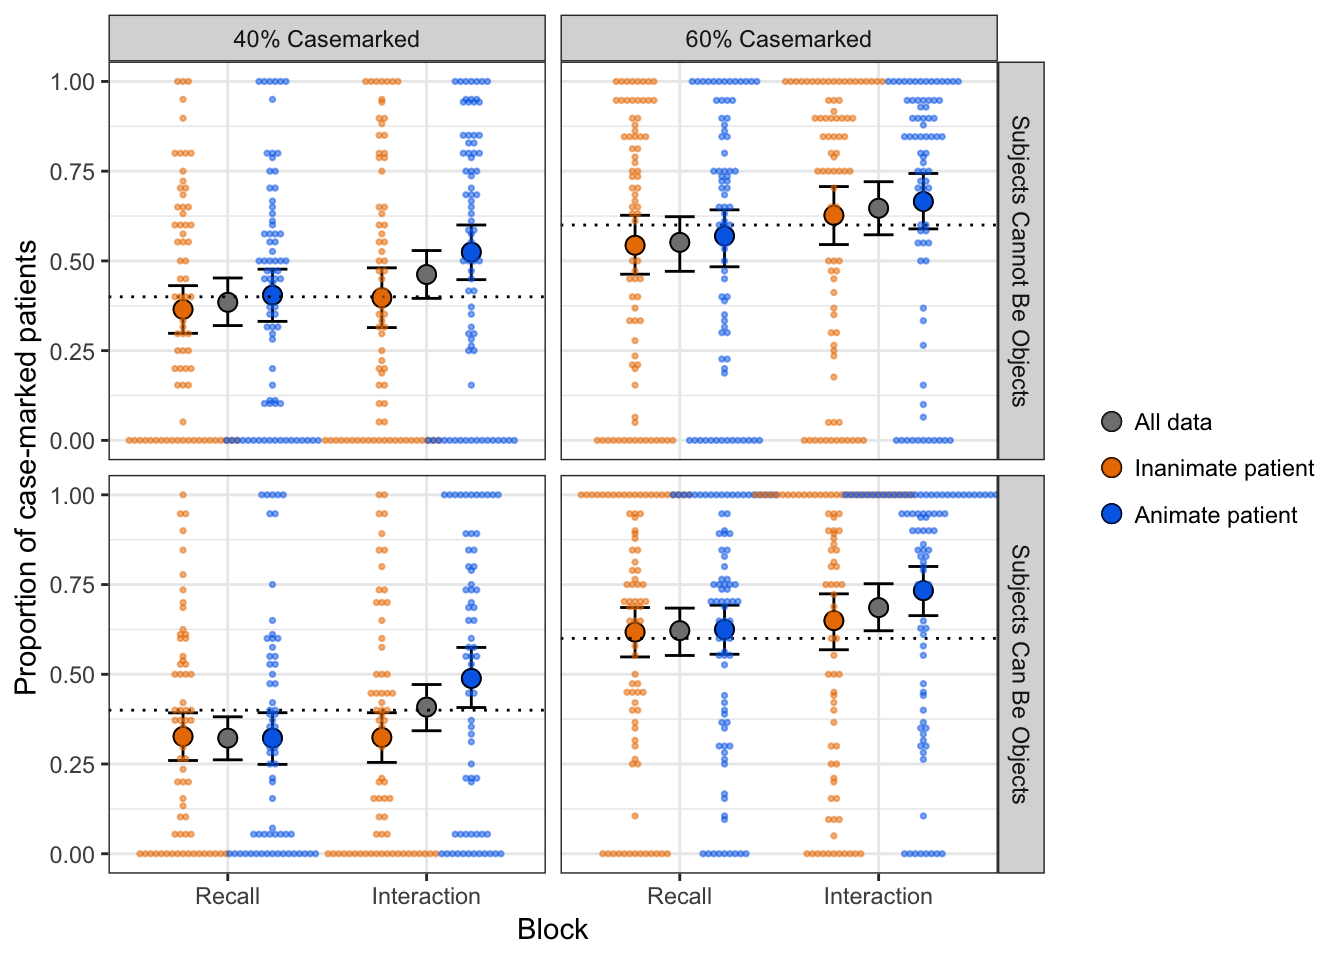 40% Casemarked
60% Casemarked
Proportion of case-marked patients
1.00
0.75
0.50
0.25
0.00
Subjects Cannot Be Objects
1.00
0.75
0.50
0.25
0.00
Subjects Can Be Objects
Recall
Interaction
Recall
Interaction
Block
All data
Inanimate patient
Animate patient